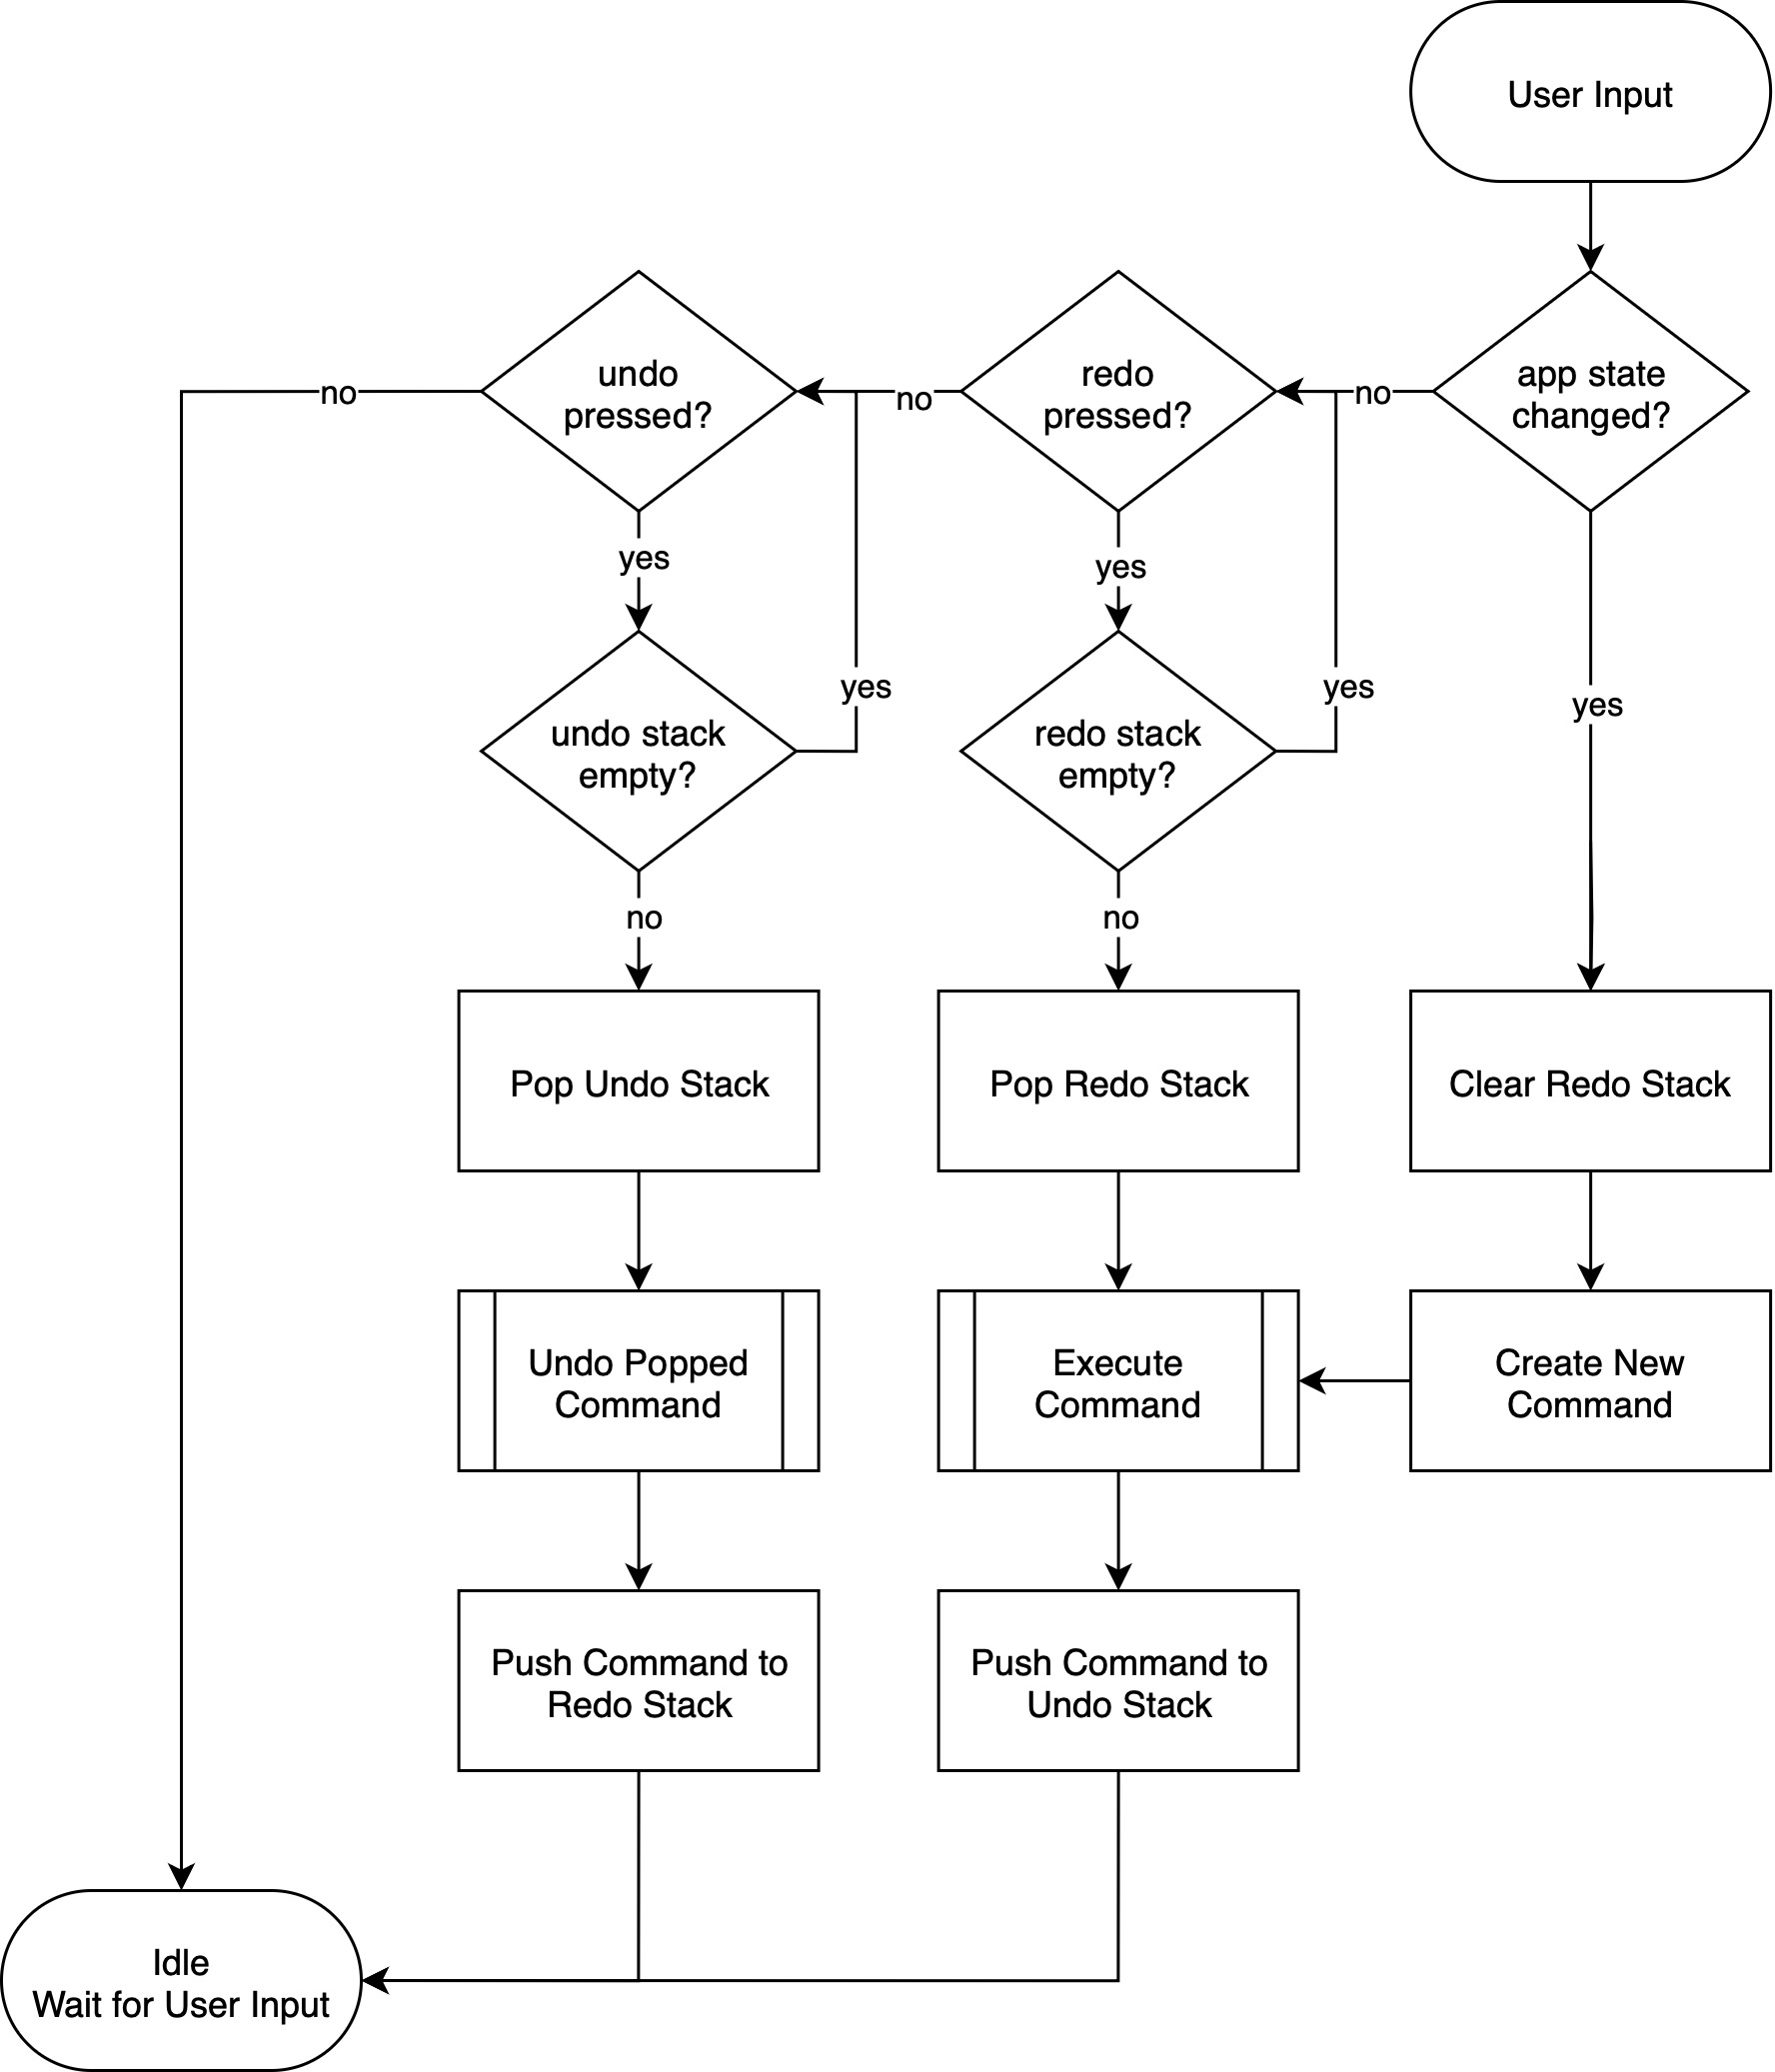 User Input
no
undo
pressed?
no
redo
pressed?
no
app state
changed?
yes
yes
yes
yes
yes
undo stack
empty?
redo stack
empty?
no
no
Pop Undo Stack
Pop Redo Stack
Clear Redo Stack
Undo Popped
Command
Execute
Command
Create New
Command
Push Command to
Redo Stack
Push Command to
Undo Stack
Idle
Wait for User Input